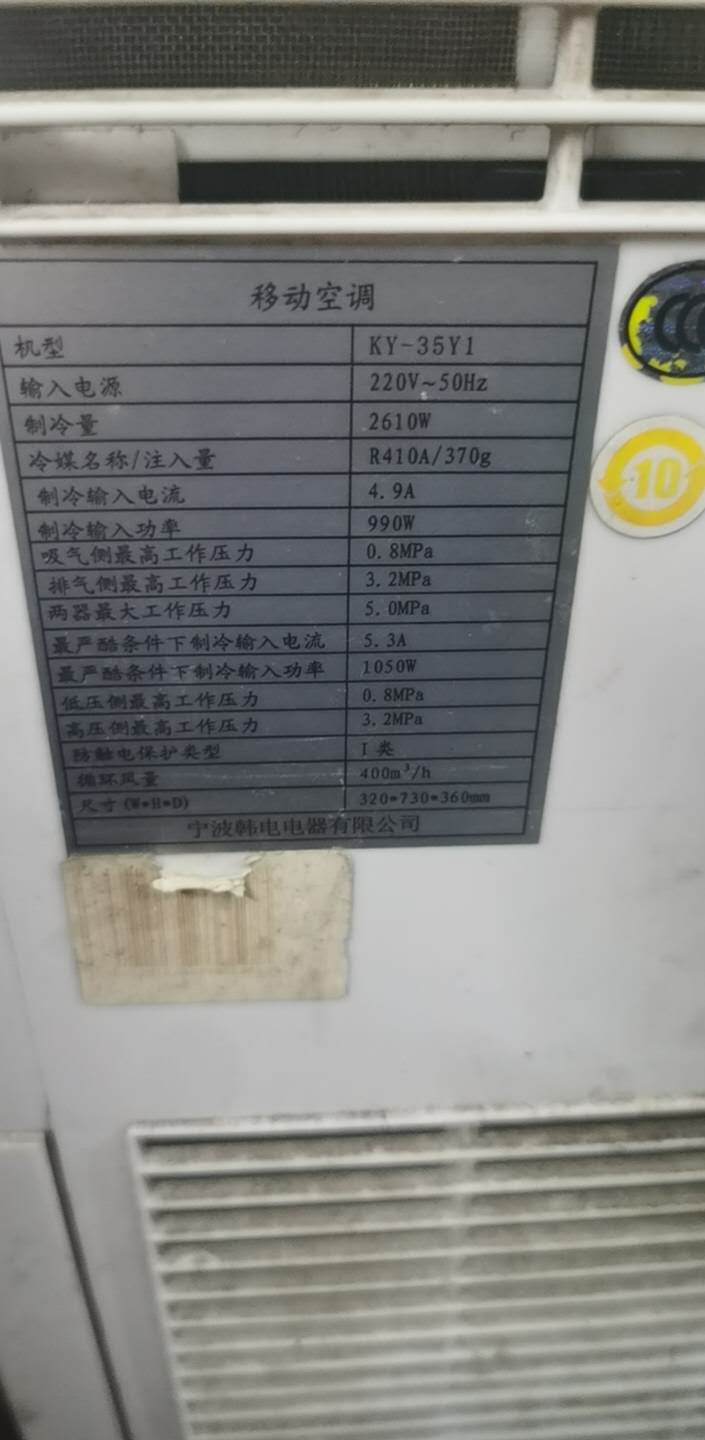 移动空调
机型 KY-35Y1
输入电源 220V~50Hz
制冷量 2610W
冷媒名称/注入量 R410A/370g
制冷输入电流 4.9A
制冷输入功率 990W
吸气侧最高工作压力 0.8MPa
排气侧最高工作压力 3.2MPa
两器最大工作压力 5.0MPa
最严酷条件下制冷输入电流 5.3A
最严酷条件下制冷输入功率 1050W
低压侧最高工作压力 0.8MPa
高压侧最高工作压力 3.2MPa
防触电保护类型 I 类
循环风量 400m³/h
尺寸(W*H*D) 320*730*360mm
宁波韩电电器有限公司
10